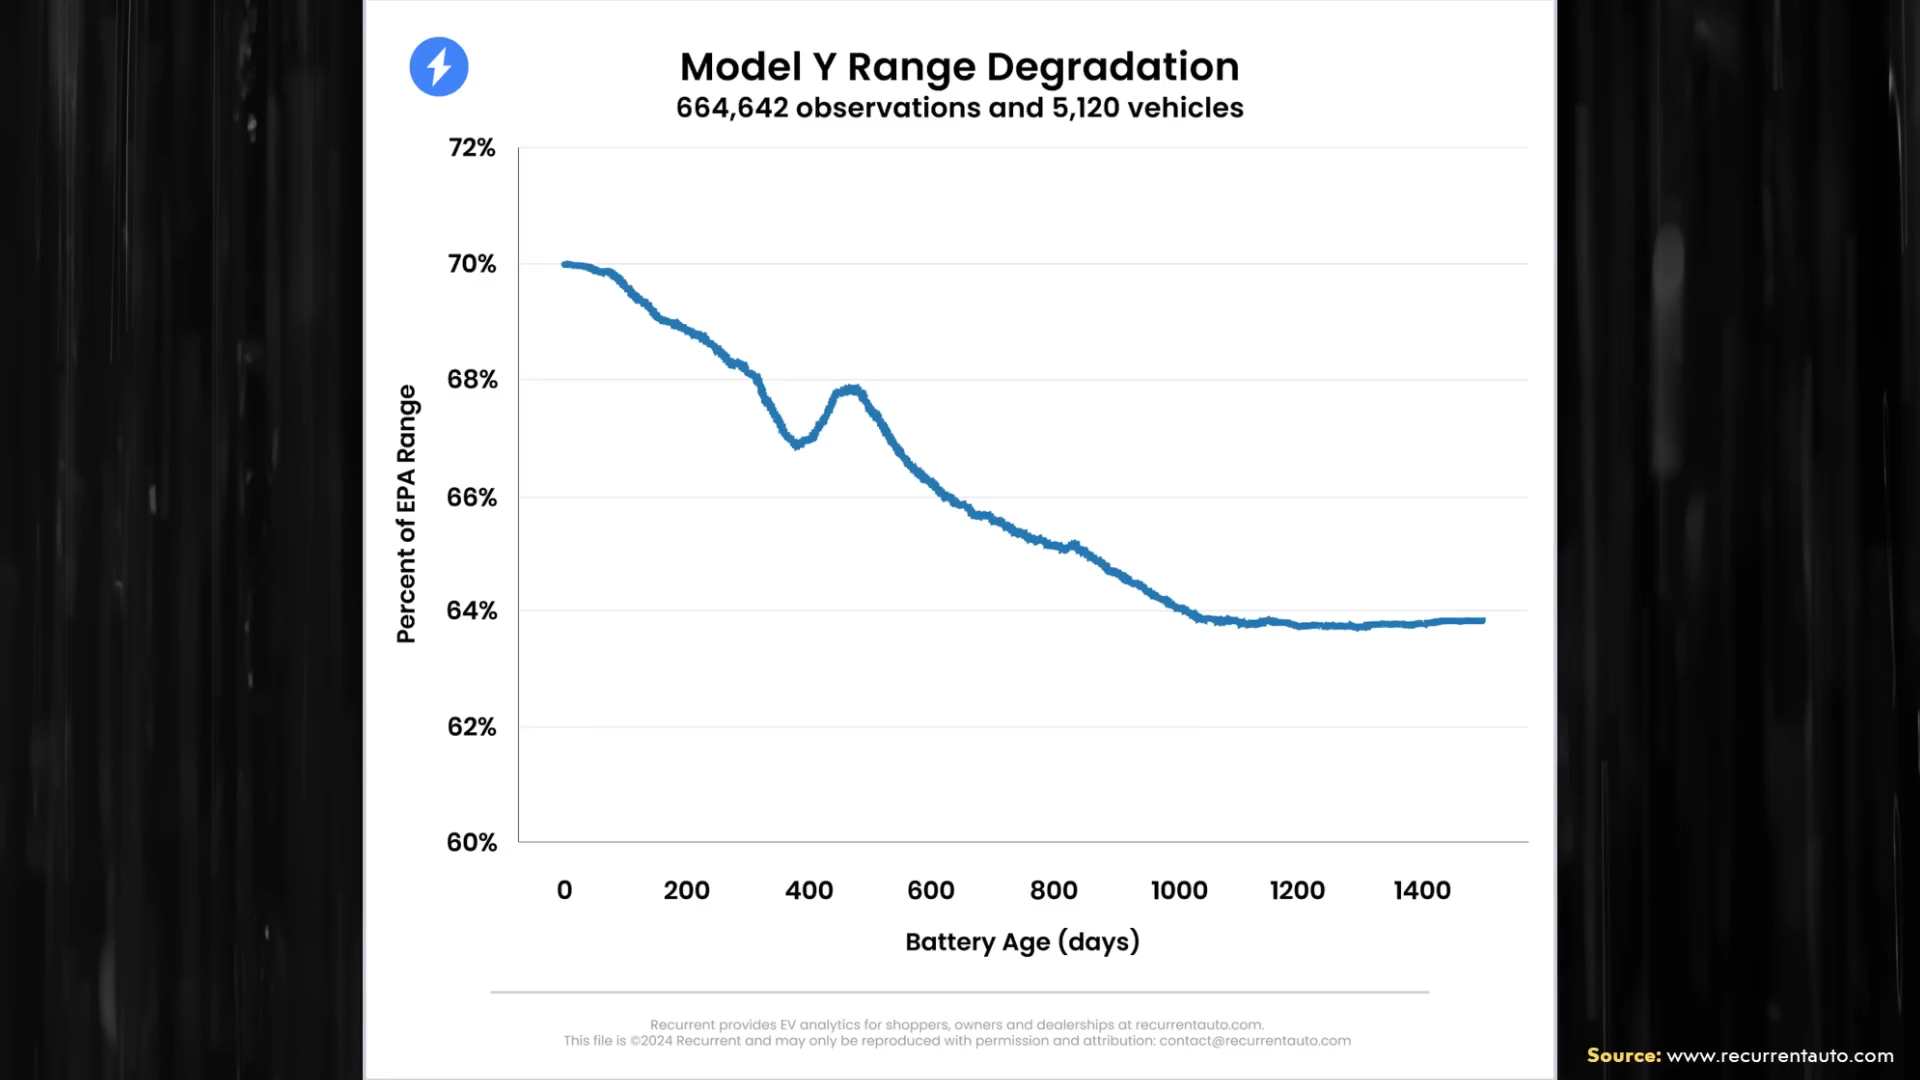 Model Y Range Degradation
664,642 observations and 5,120 vehicles
72%
70%
68%
66%
64%
62%
60%
Percent of EPA Range
0 200 400 600 800 1000 1200 1400
Battery Age (days)
Recurrent provides EV analytics for shoppers, owners and dealerships at recurrentauto.com.
This file is ©2024 Recurrent and may only be reproduced with permission and attribution: contact@recurrentauto.com
Source: www.recurrentauto.com